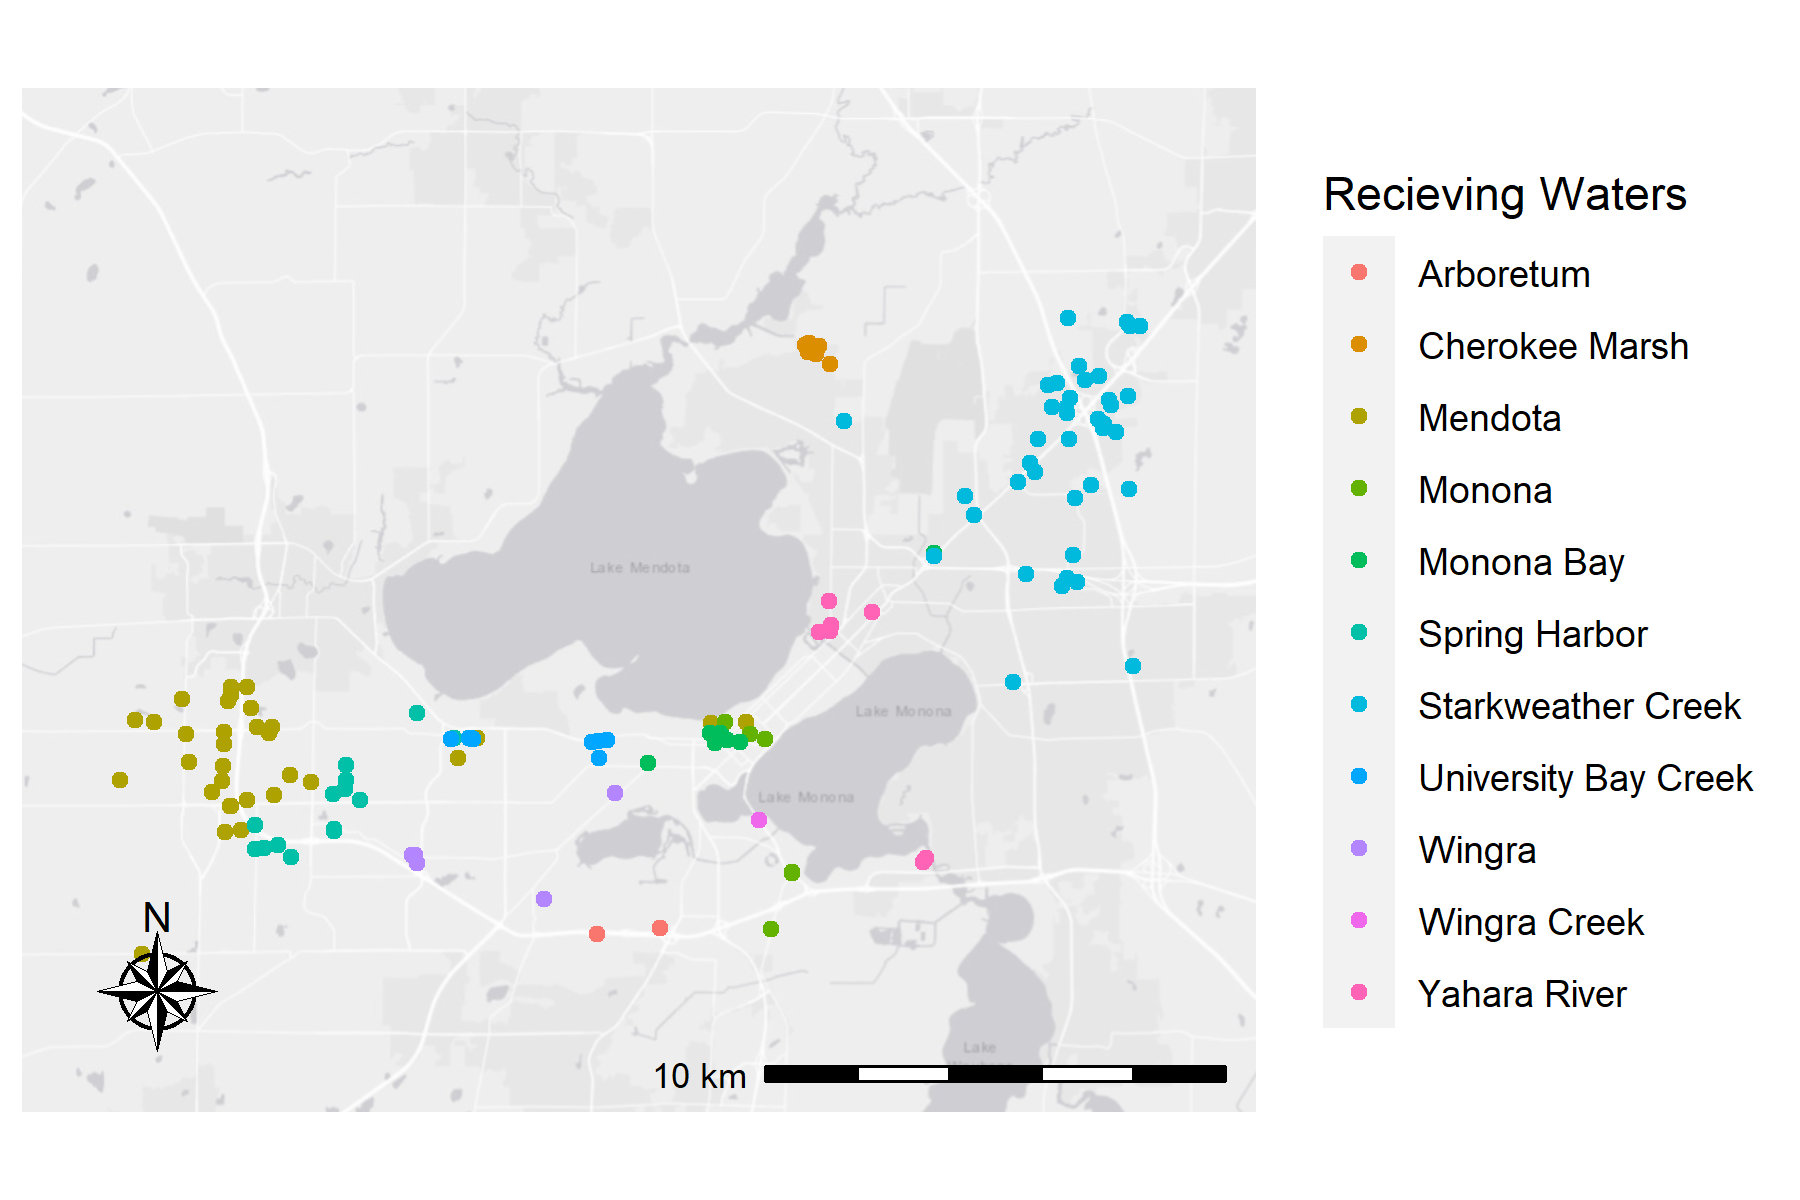 Recieving Waters
Arboretum
Cherokee Marsh
Mendota
Monona
Monona Bay
Spring Harbor
Starkweather Creek
University Bay Creek
Wingra
Wingra Creek
Yahara River
Lake Mendota
Lake Monona
Lake Monona
N
Lake
10 km